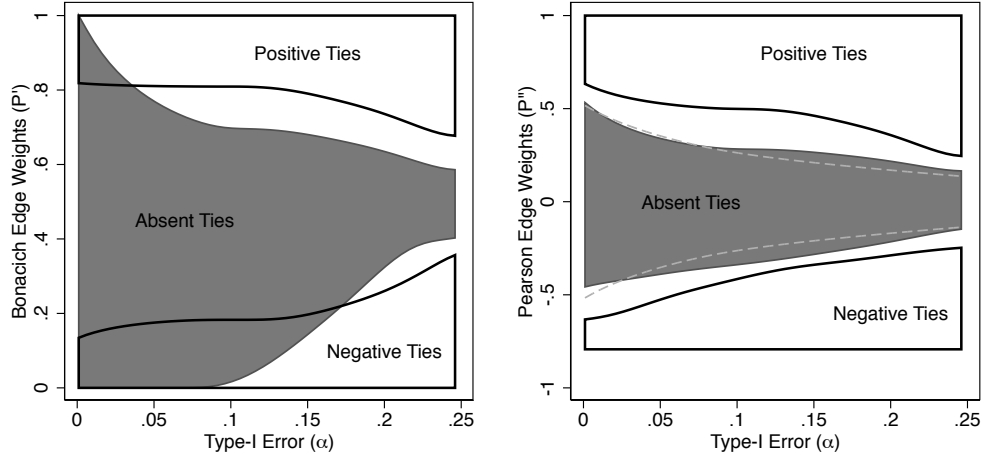 Bonacich Edge Weights (P')
1
.8
.6
.4
.2
0
Positive Ties
Absent Ties
Negative Ties
0 .05 .1 .15 .2 .25
Type-I Error (α)
Pearson Edge Weights (P'')
1
.5
0
-.5
-1
Positive Ties
Absent Ties
Negative Ties
0 .05 .1 .15 .2 .25
Type-I Error (α)